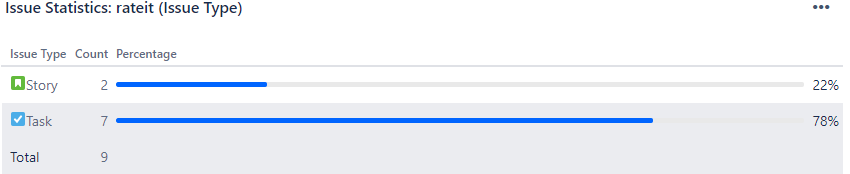 Issue Statistics: rateit (Issue Type)
Issue Type Count Percentage
Story 2 22%
Task 7 78%
Total 9